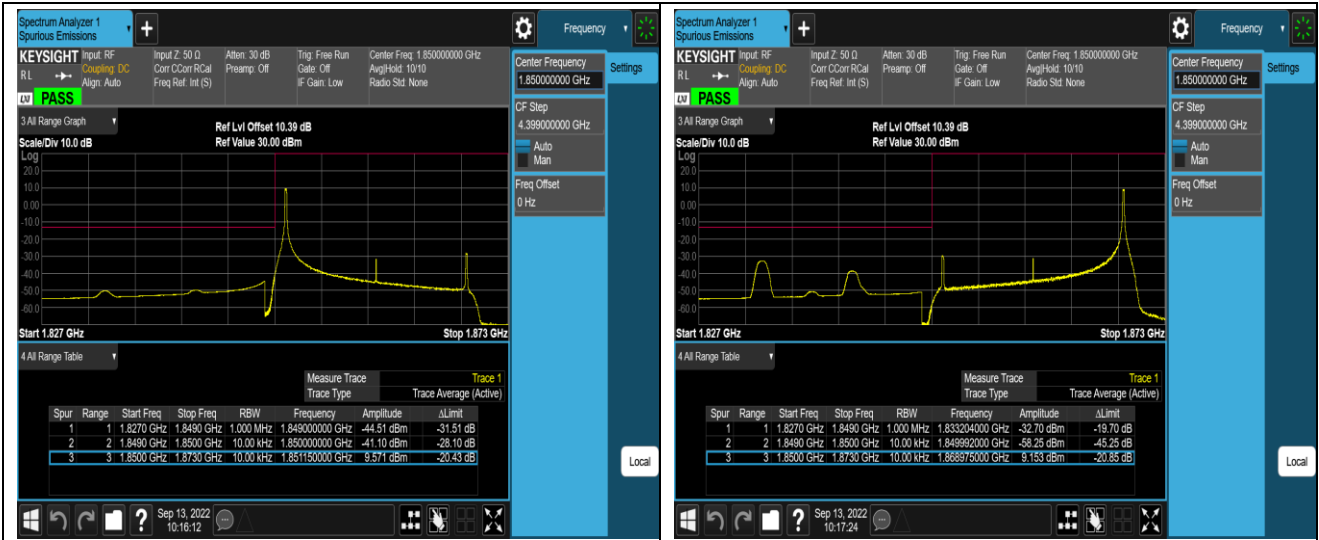 Spectrum Analyzer 1
Spurious Emissions
+
Frequency
KEYSIGHT Input: RF Input Z: 50 Ω Atten: 30 dB Trig: Free Run Center Freq: 1.850000000 GHz
RL Coupling: DC Corr CCorr RCal Preamp: Off Gate: Off Avg|Hold: 10/10
Align: Auto Freq Ref: Int (S) IF Gain: Low Radio Std: None
LXI PASS
Center Frequency
1.850000000 GHz
Settings
CF Step
4.399000000 GHz
Auto
Man
Freq Offset
0 Hz
3 All Range Graph
Ref Lvl Offset 10.39 dB
Scale/Div 10.0 dB Ref Value 30.00 dBm
Log
20.0
10.0
0.00
-10.0
-20.0
-30.0
-40.0
-50.0
-60.0
Start 1.827 GHz Stop 1.873 GHz
4 All Range Table
Measure Trace Trace 1
Trace Type Trace Average (Active)
Spur Range Start Freq Stop Freq RBW Frequency Amplitude ΔLimit
1 1 1.8270 GHz 1.8490 GHz 1.000 MHz 1.849000000 GHz -44.51 dBm -31.51 dB
2 2 1.8490 GHz 1.8500 GHz 10.00 kHz 1.850000000 GHz -41.10 dBm -28.10 dB
3 3 1.8500 GHz 1.8730 GHz 10.00 kHz 1.851150000 GHz 9.571 dBm -20.43 dB
Local
?
Sep 13, 2022
10:16:12
Spectrum Analyzer 1
Spurious Emissions
+
Frequency
KEYSIGHT Input: RF Input Z: 50 Ω Atten: 30 dB Trig: Free Run Center Freq: 1.850000000 GHz
RL Coupling: DC Corr CCorr RCal Preamp: Off Gate: Off Avg|Hold: 10/10
Align: Auto Freq Ref: Int (S) IF Gain: Low Radio Std: None
LXI PASS
Center Frequency
1.850000000 GHz
Settings
CF Step
4.399000000 GHz
Auto
Man
Freq Offset
0 Hz
3 All Range Graph
Ref Lvl Offset 10.39 dB
Scale/Div 10.0 dB Ref Value 30.00 dBm
Log
20.0
10.0
0.00
-10.0
-20.0
-30.0
-40.0
-50.0
-60.0
Start 1.827 GHz Stop 1.873 GHz
4 All Range Table
Measure Trace Trace 1
Trace Type Trace Average (Active)
Spur Range Start Freq Stop Freq RBW Frequency Amplitude ΔLimit
1 1 1.8270 GHz 1.8490 GHz 1.000 MHz 1.833204000 GHz -32.70 dBm -19.70 dB
2 2 1.8490 GHz 1.8500 GHz 10.00 kHz 1.849992000 GHz -58.25 dBm -45.25 dB
3 3 1.8500 GHz 1.8730 GHz 10.00 kHz 1.868975000 GHz 9.153 dBm -20.85 dB
Local
?
Sep 13, 2022
10:17:24